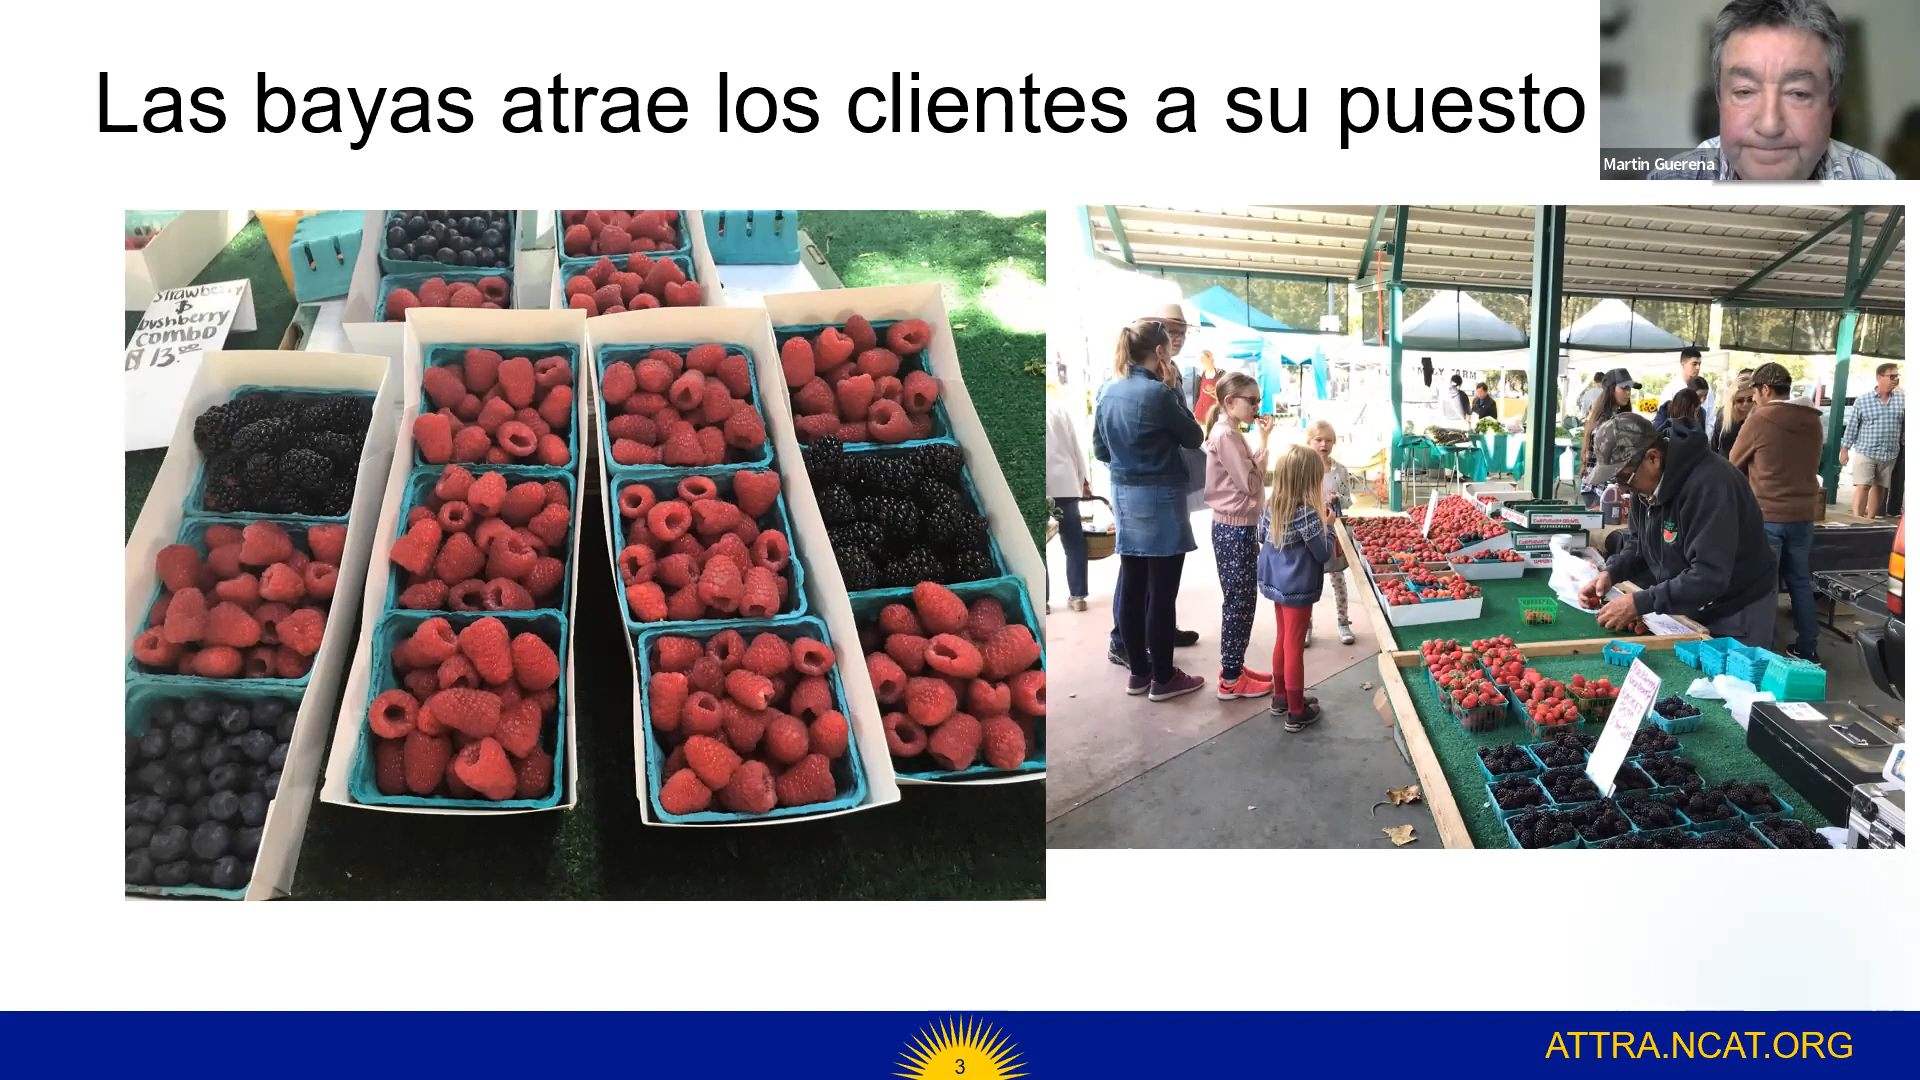 Las bayas atrae los clientes a su puesto
Martin Guerena
Strawberry
&
bushberry
combo
$13.00
3
ATTRA.NCAT.ORG